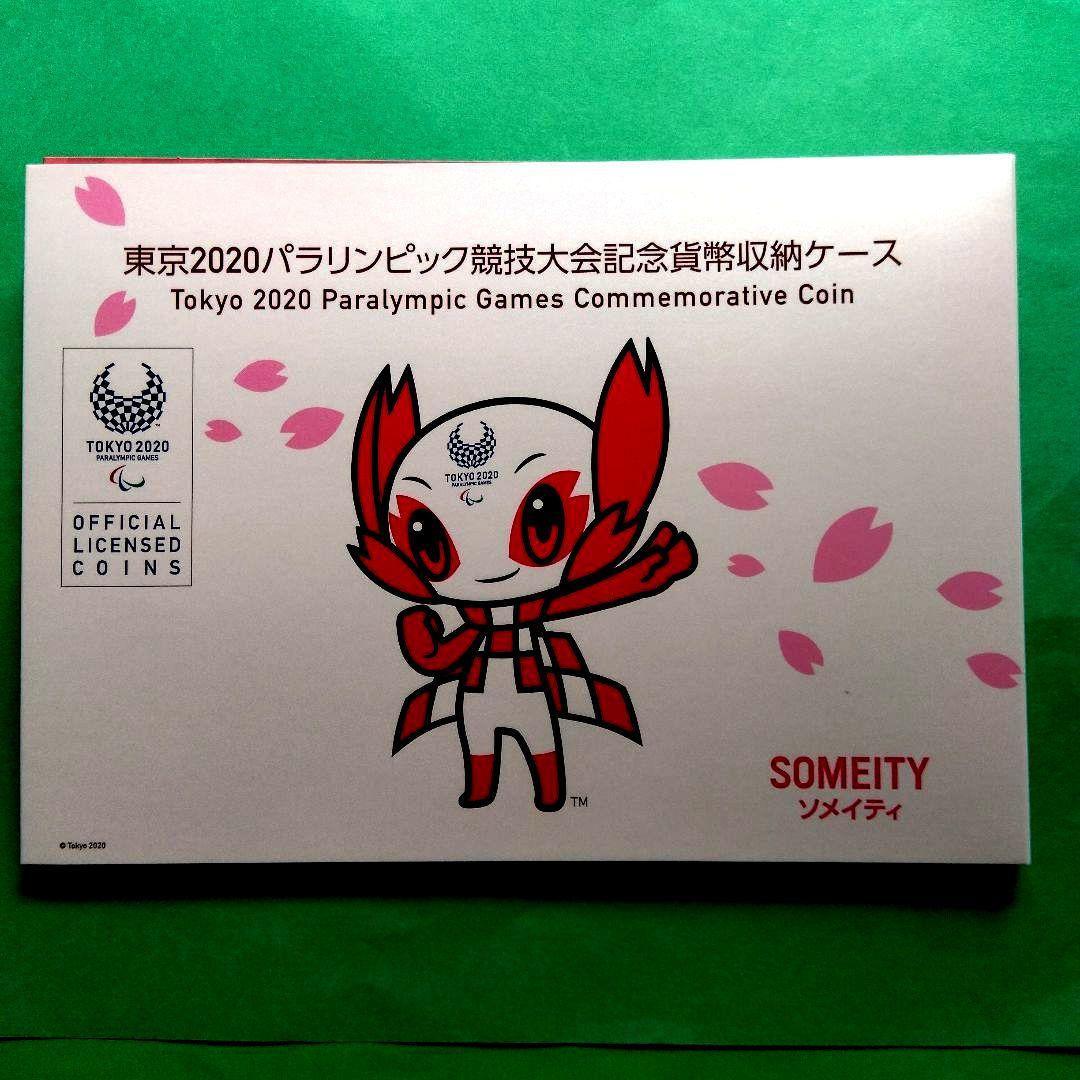 東京2020パラリンピック競技大会記念貨幣収納ケース
Tokyo 2020 Paralympic Games Commemorative Coin
TOKYO 2020
PARALYMPIC GAMES
OFFICIAL
LICENSED
COINS
TOKYO 2020
PARALYMPIC GAMES
TM
SOMEITY
ソメイティ
© Tokyo 2020